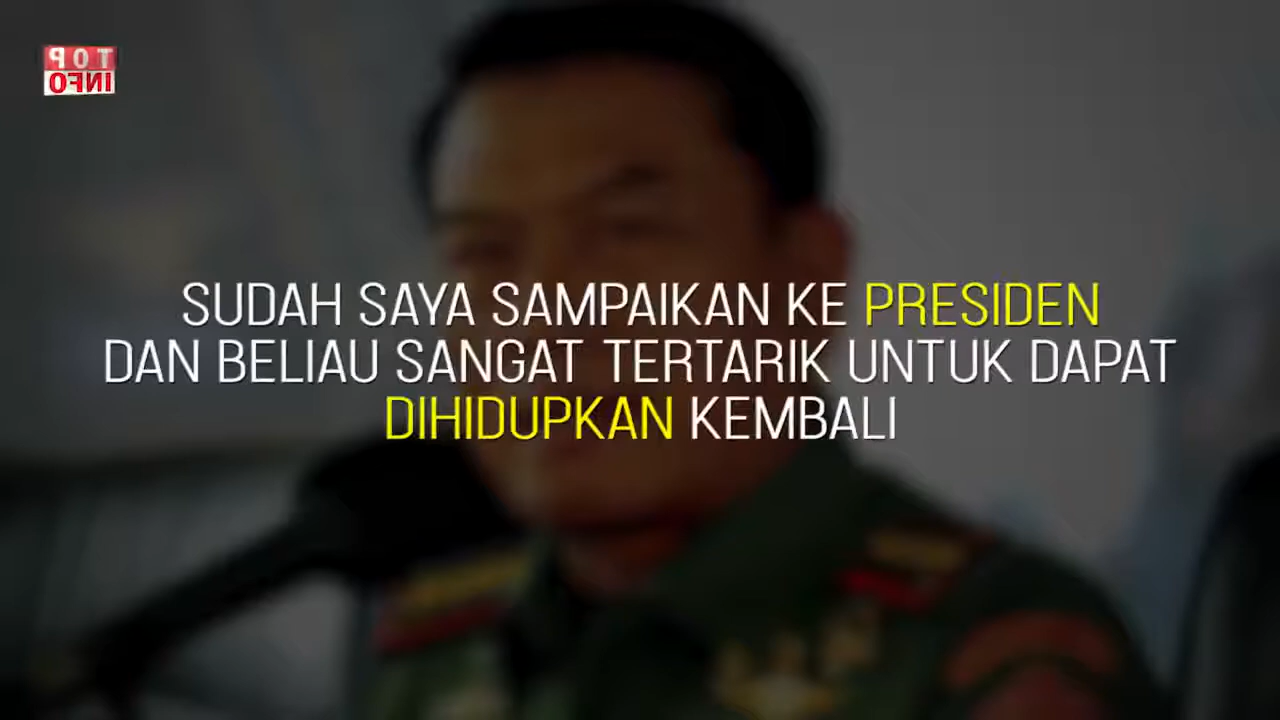 TOP
INFO
SUDAH SAYA SAMPAIKAN KE PRESIDEN
DAN BELIAU SANGAT TERTARIK UNTUK DAPAT
DIHIDUPKAN KEMBALI